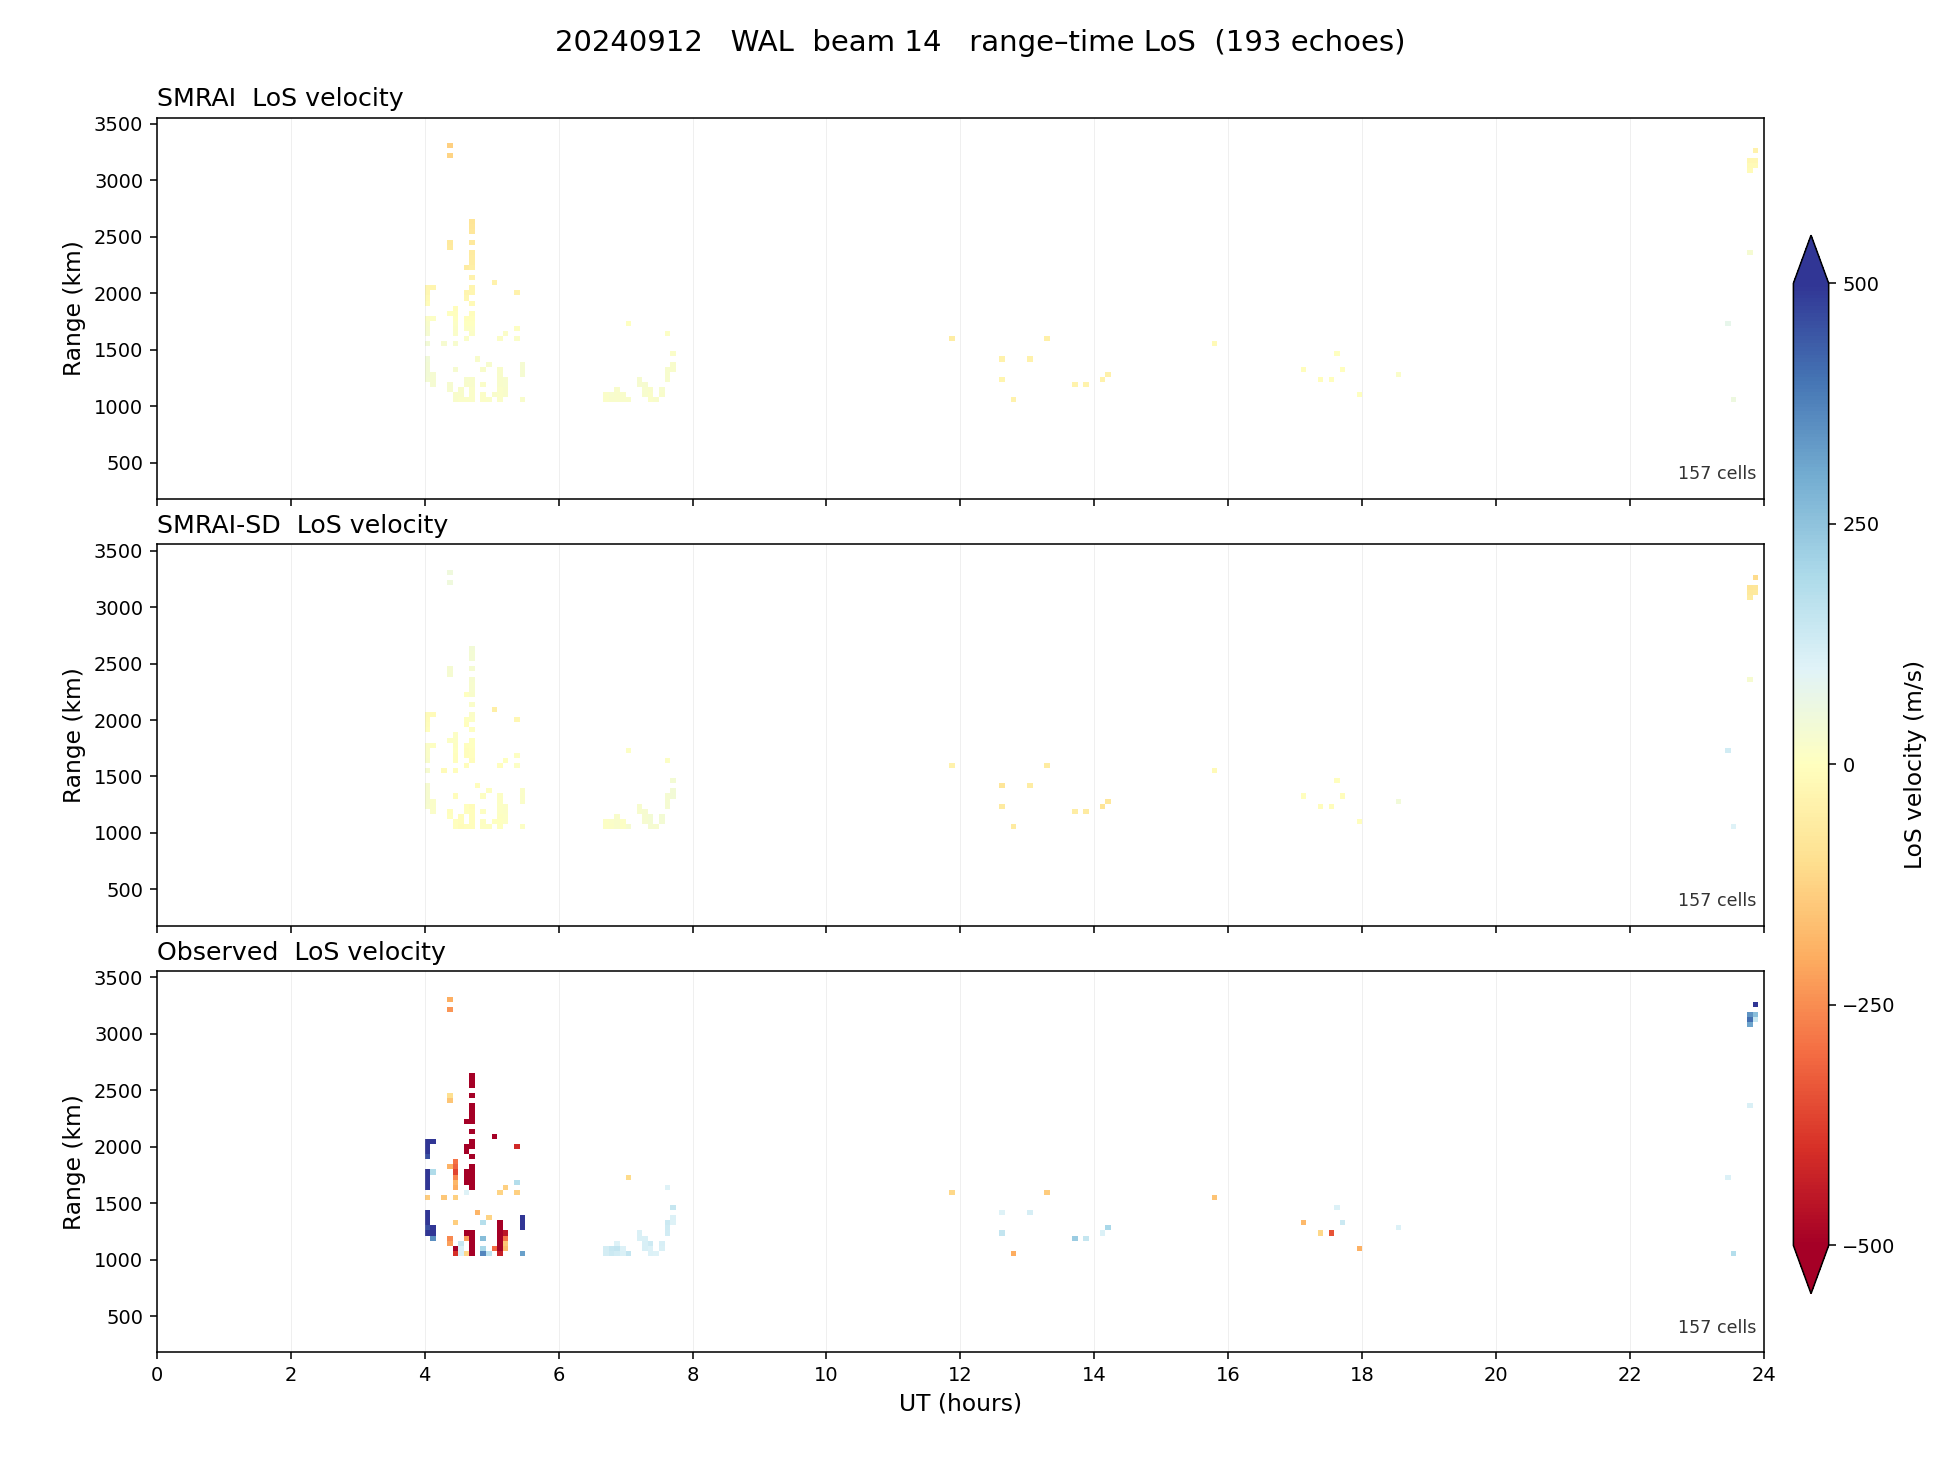 20240912 WAL beam 14 range–time LoS (193 echoes)
SMRAI LoS velocity
3500
3000
2500
2000
1500
1000
500
Range (km)
157 cells
SMRAI-SD LoS velocity
3500
3000
2500
2000
1500
1000
500
Range (km)
157 cells
Observed LoS velocity
3500
3000
2500
2000
1500
1000
500
Range (km)
157 cells
0 2 4 6 8 10 12 14 16 18 20 22 24
UT (hours)
500
250
0
−250
−500
LoS velocity (m/s)